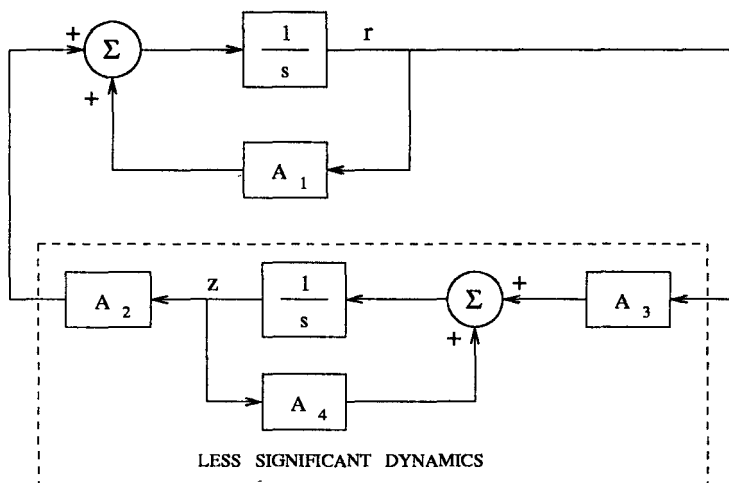 +
Σ
1
s
r
+
A 1
z
A 2
1
s
Σ
+
A 3
+
A 4
LESS SIGNIFICANT DYNAMICS